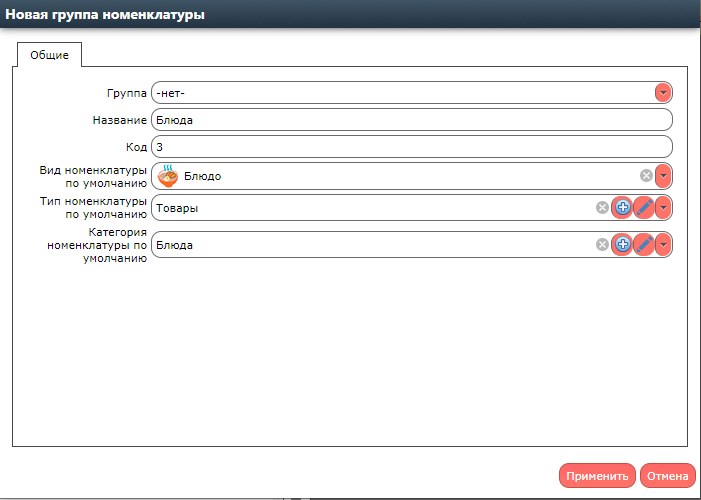 Новая группа номенклатуры
Общие
Группа -нет-
Название Блюда
Код 3
Вид номенклатуры
по умолчанию Блюдо
Тип номенклатуры
по умолчанию Товары
Категория
номенклатуры по
умолчанию Блюда
Применить Отмена